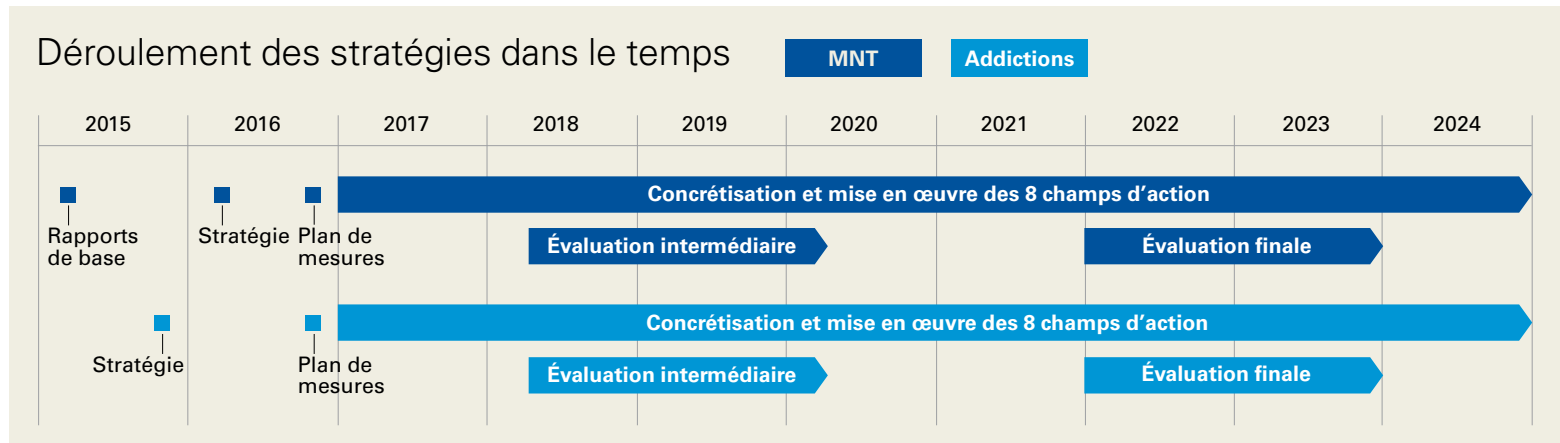 Déroulement des stratégies dans le temps
MNT
Addictions
2015 2016 2017 2018 2019 2020 2021 2022 2023 2024
Concrétisation et mise en œuvre des 8 champs d’action
Rapports
de base
Stratégie
Plan de
mesures
Évaluation intermédiaire
Évaluation finale
Concrétisation et mise en œuvre des 8 champs d’action
Stratégie
Plan de
mesures
Évaluation intermédiaire
Évaluation finale